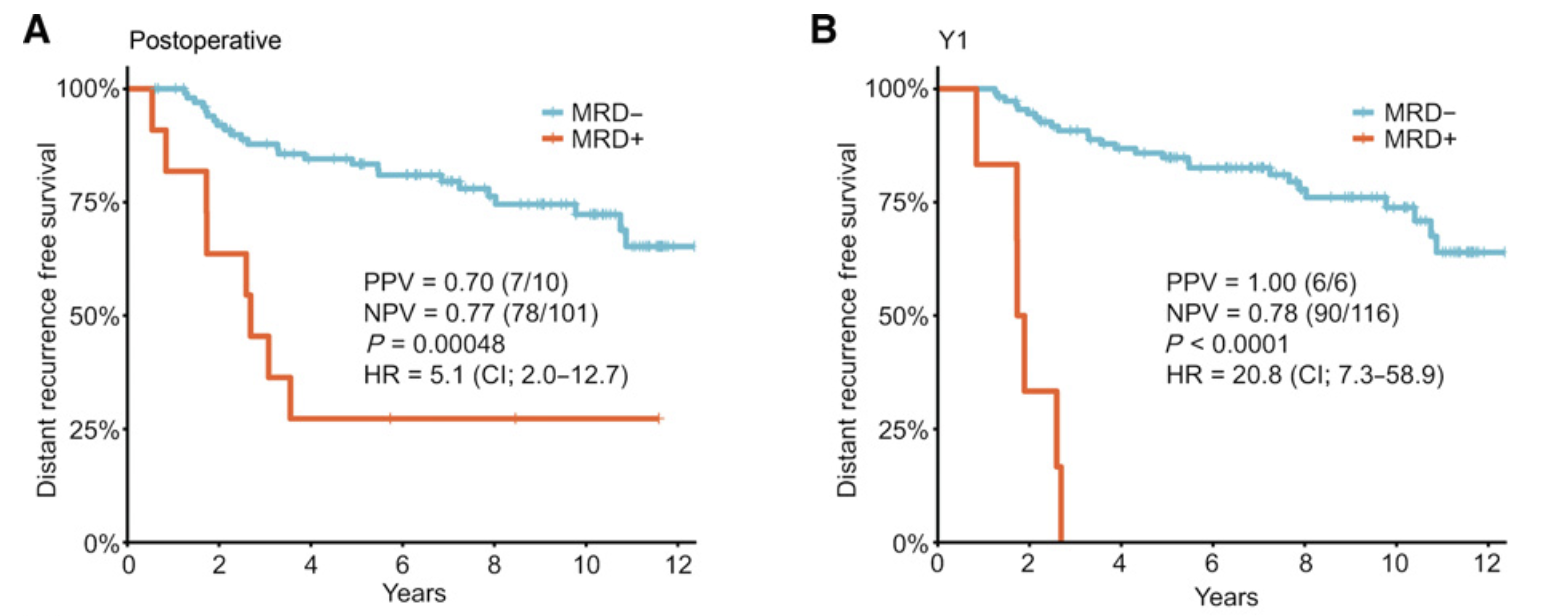 A
Postoperative
100%
75%
50%
25%
0%
Distant recurrence free survival
MRD–
MRD+
PPV = 0.70 (7/10)
NPV = 0.77 (78/101)
P = 0.00048
HR = 5.1 (CI; 2.0–12.7)
0 2 4 6 8 10 12
Years
B
Y1
100%
75%
50%
25%
0%
Distant recurrence free survival
MRD–
MRD+
PPV = 1.00 (6/6)
NPV = 0.78 (90/116)
P < 0.0001
HR = 20.8 (CI; 7.3–58.9)
0 2 4 6 8 10 12
Years